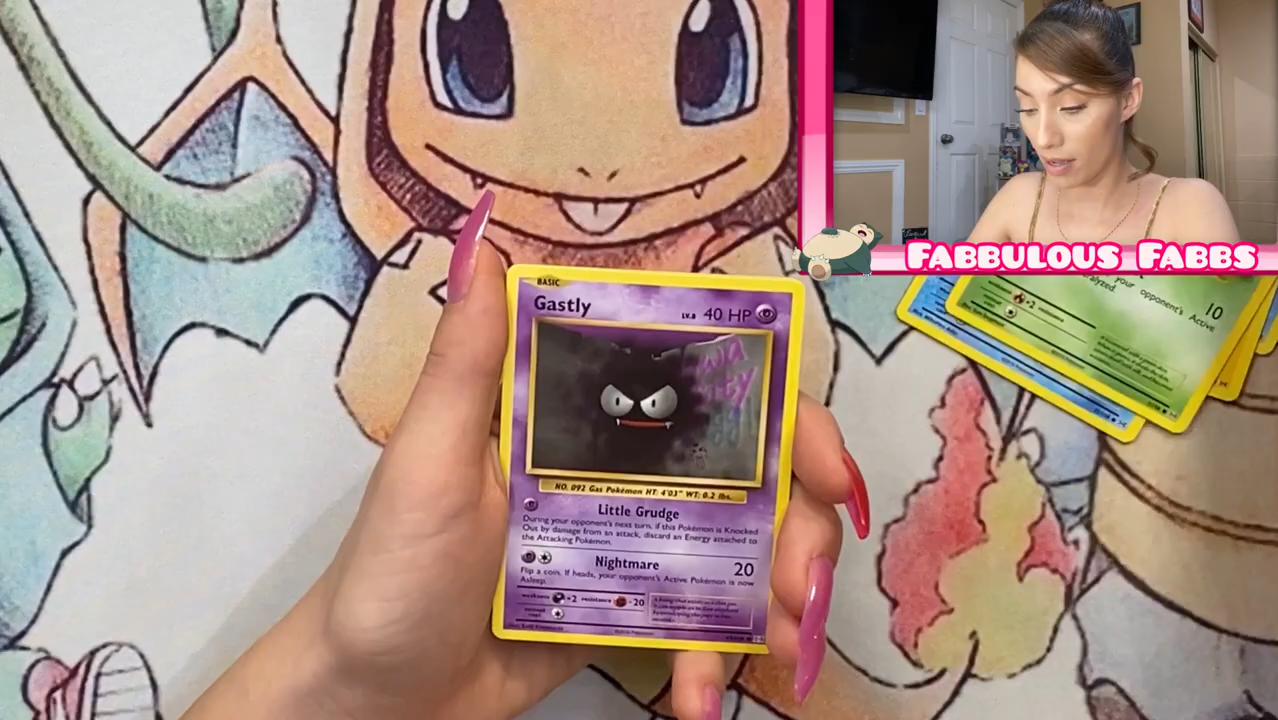 FABBULOUS FABBS
your opponent's Active
10
BASIC
Gastly LV.8 40 HP
NO. 092 Gas Pokémon HT: 4'03" WT: 0.2 lbs.
Little Grudge
During your opponent's next turn, if this Pokémon is Knocked
Out by damage from an attack, discard an Energy attached to
the Attacking Pokémon.
Nightmare 20
Flip a coin. If heads, your opponent's Active Pokémon is now
Asleep.
weakness ×2 resistance -20